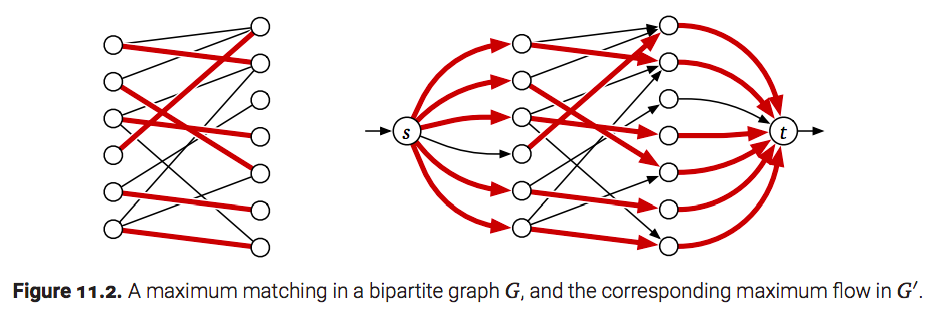 s
t
Figure 11.2. A maximum matching in a bipartite graph G, and the corresponding maximum flow in G′.